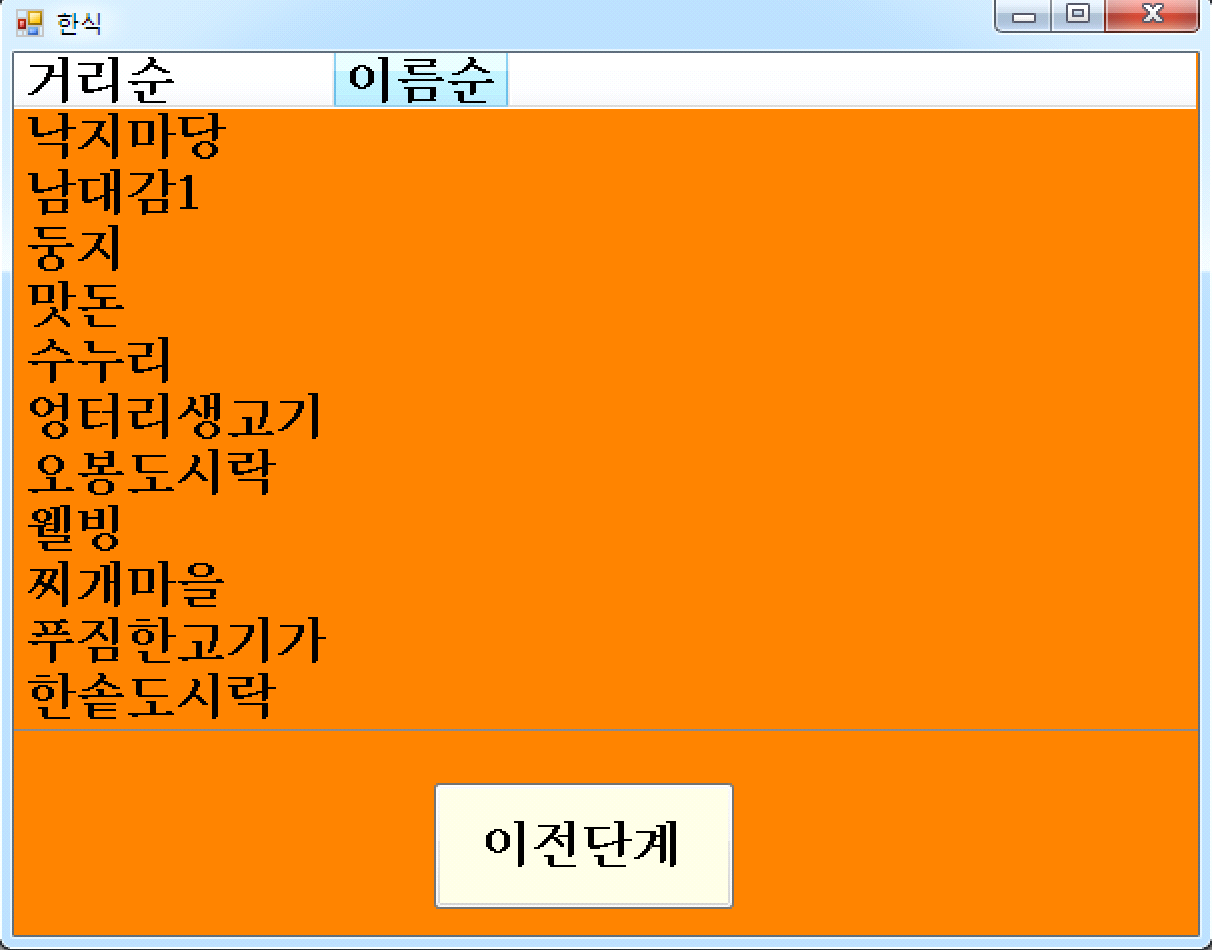 한식
거리순 이름순
낙지마당
남대감1
둥지
맛돈
수누리
엉터리생고기
오봉도시락
웰빙
찌개마을
푸짐한고기가
한솥도시락
이전단계